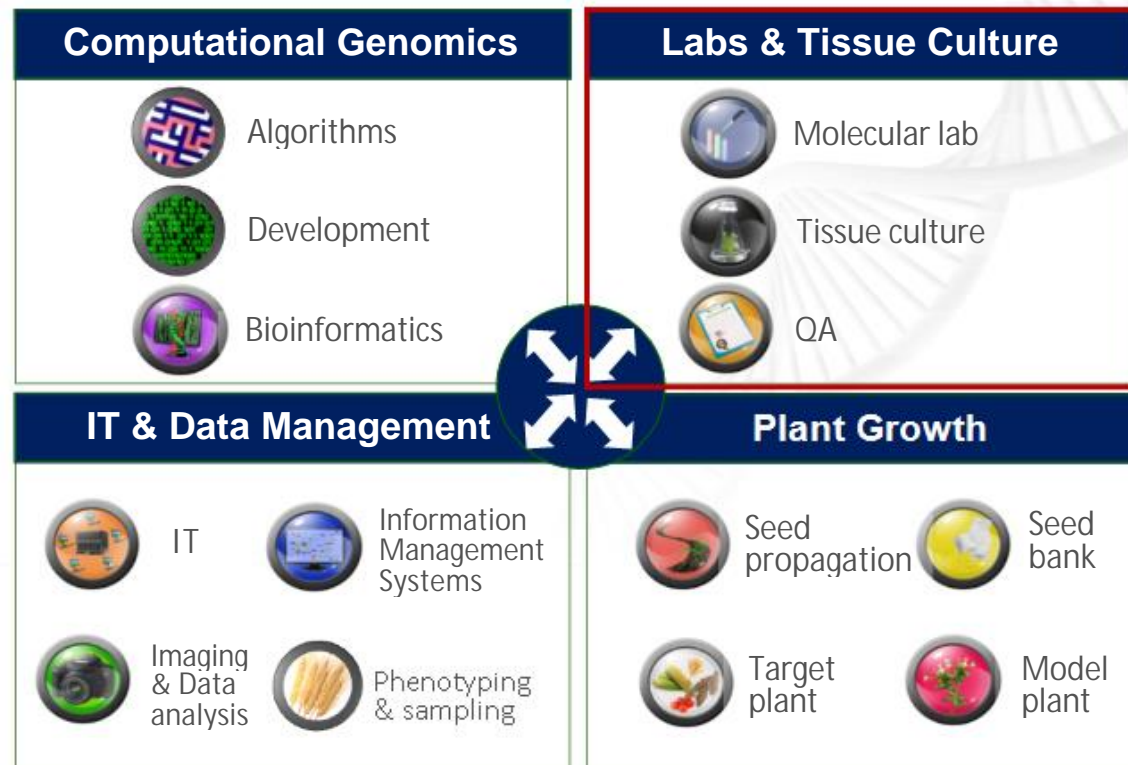 Computational Genomics
Algorithms
Development
Bioinformatics
Labs & Tissue Culture
Molecular lab
Tissue culture
QA
IT & Data Management
IT
Information
Management
Systems
Imaging
& Data
analysis
Phenotyping
& sampling
Plant Growth
Seed
propagation
Seed
bank
Target
plant
Model
plant